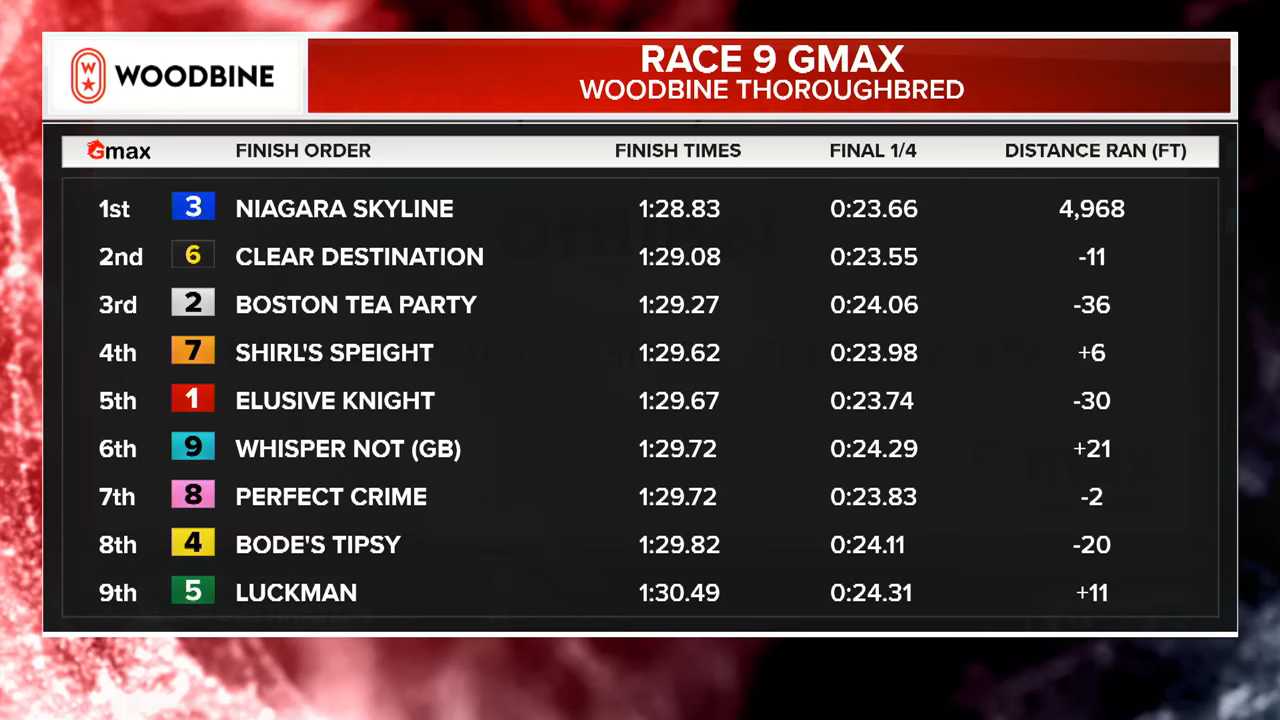 W
WOODBINE
RACE 9 GMAX
WOODBINE THOROUGHBRED
Gmax FINISH ORDER FINISH TIMES FINAL 1/4 DISTANCE RAN (FT)
1st 3 NIAGARA SKYLINE 1:28.83 0:23.66 4,968
2nd 6 CLEAR DESTINATION 1:29.08 0:23.55 -11
3rd 2 BOSTON TEA PARTY 1:29.27 0:24.06 -36
4th 7 SHIRL'S SPEIGHT 1:29.62 0:23.98 +6
5th 1 ELUSIVE KNIGHT 1:29.67 0:23.74 -30
6th 9 WHISPER NOT (GB) 1:29.72 0:24.29 +21
7th 8 PERFECT CRIME 1:29.72 0:23.83 -2
8th 4 BODE'S TIPSY 1:29.82 0:24.11 -20
9th 5 LUCKMAN 1:30.49 0:24.31 +11